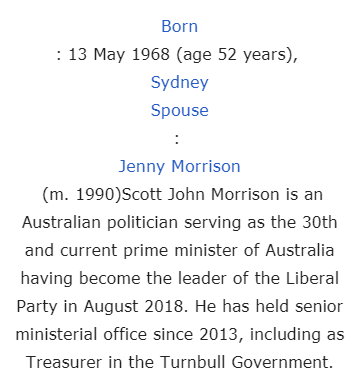 Born
: 13 May 1968 (age 52 years),
Sydney
Spouse
:
Jenny Morrison
(m. 1990)Scott John Morrison is an
Australian politician serving as the 30th
and current prime minister of Australia
having become the leader of the Liberal
Party in August 2018. He has held senior
ministerial office since 2013, including as
Treasurer in the Turnbull Government.